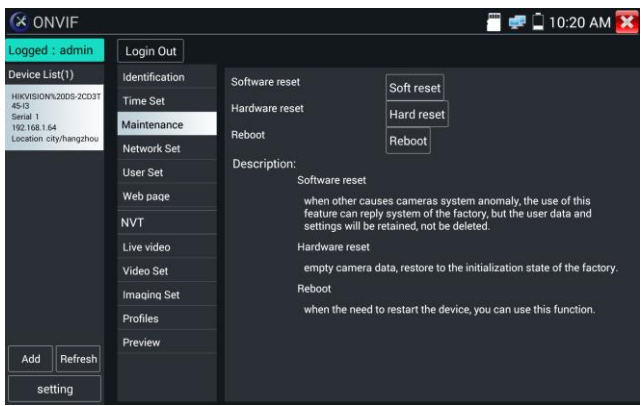 ONVIF
10:20 AM
Logged : admin
Login Out
Device List(1)
HIKVISION%20DS-2CD3T
45-I3
Serial 1
192.168.1.64
Location city/hangzhou
Add
Refresh
setting
Identification
Time Set
Maintenance
Network Set
User Set
Web page
NVT
Live video
Video Set
Imaging Set
Profiles
Preview
Software reset
Soft reset
Hardware reset
Hard reset
Reboot
Reboot
Description:
Software reset
when other causes cameras system anomaly, the use of this
feature can reply system of the factory, but the user data and
settings will be retained, not be deleted.
Hardware reset
empty camera data, restore to the initialization state of the factory.
Reboot
when the need to restart the device, you can use this function.